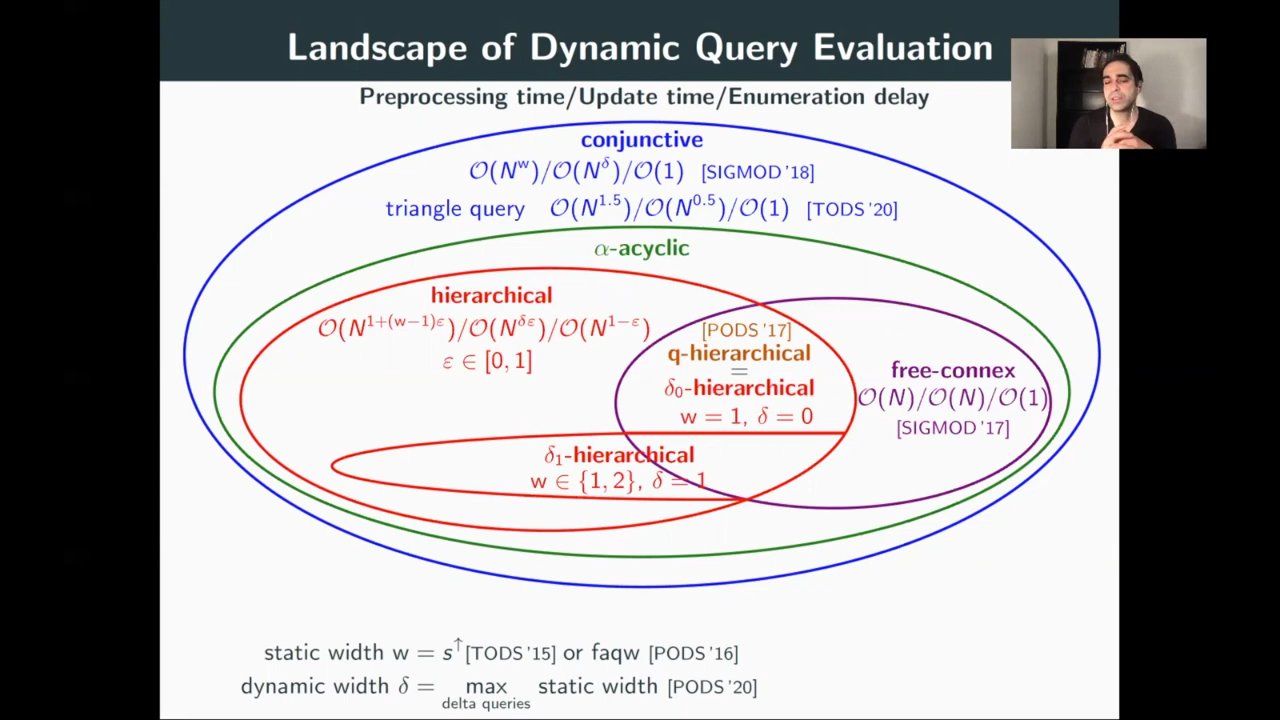 Landscape of Dynamic Query Evaluation
Preprocessing time/Update time/Enumeration delay
conjunctive
𝒪(Nʷ)/𝒪(N^δ)/𝒪(1) [SIGMOD '18]
triangle query 𝒪(N^1.5)/𝒪(N^0.5)/𝒪(1) [TODS '20]
α-acyclic
hierarchical
𝒪(N^{1+(w−1)ε})/𝒪(N^{δε})/𝒪(N^{1−ε})
ε ∈ [0, 1]
[PODS '17]
q-hierarchical
=
δ₀-hierarchical
w = 1, δ = 0
free-connex
𝒪(N)/𝒪(N)/𝒪(1)
[SIGMOD '17]
δ₁-hierarchical
w ∈ {1, 2}, δ = 1
static width w = s^↑[TODS '15] or faqw [PODS '16]
dynamic width δ = max static width [PODS '20]
delta queries